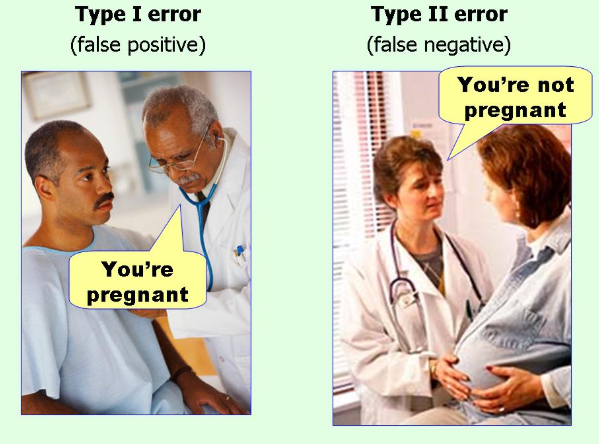 Type I error
(false positive)
You're
pregnant
Type II error
(false negative)
You're not
pregnant